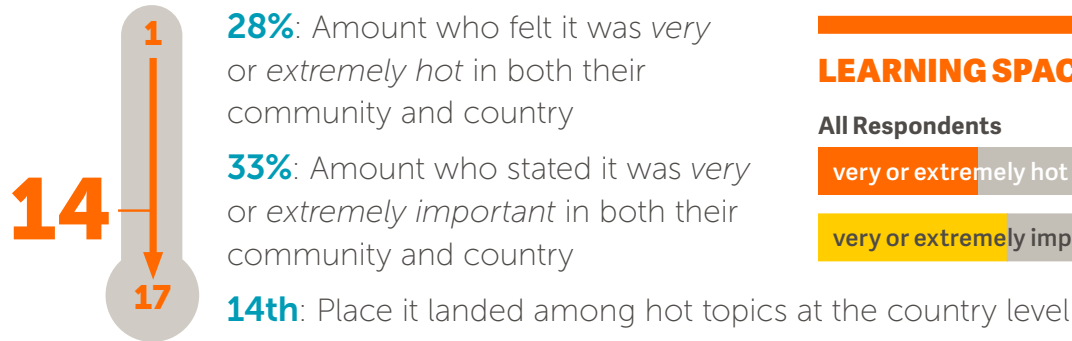 1
14
17
28%: Amount who felt it was very
or extremely hot in both their
community and country
33%: Amount who stated it was very
or extremely important in both their
community and country
14th: Place it landed among hot topics at the country level
LEARNING SPAC
All Respondents
very or extremely hot
very or extremely imp